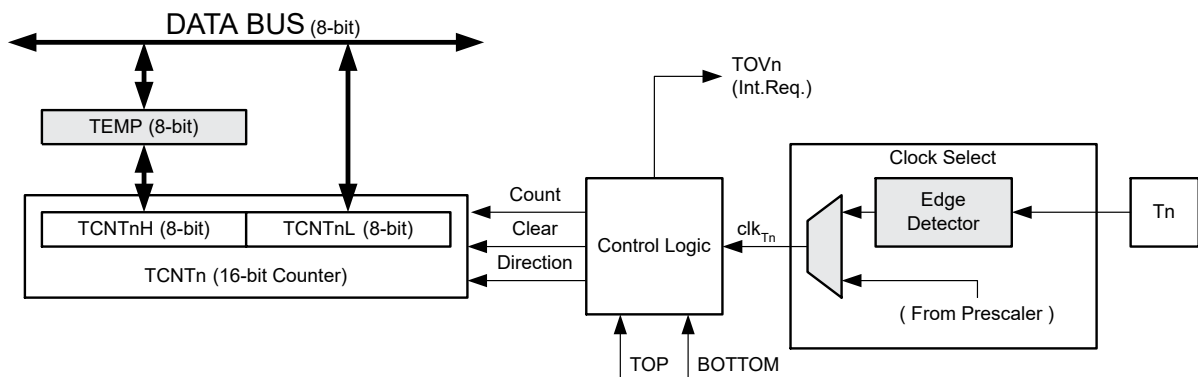 DATA BUS (8-bit)
TOVn
(Int.Req.)
TEMP (8-bit)
Clock Select
Count
Edge
Detector
Tn
TCNTnH (8-bit)
TCNTnL (8-bit)
Clear
Control Logic
clkTn
TCNTn (16-bit Counter)
Direction
( From Prescaler )
TOP
BOTTOM